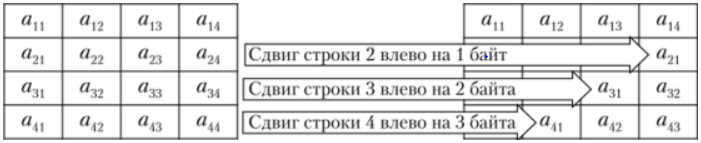 a11 a12 a13 a14 a11 a12 a13 a14
a21 a22 a23 a24 Сдвиг строки 2 влево на 1 байт a21
a31 a32 a33 a34 Сдвиг строки 3 влево на 2 байта a31 a32
a41 a42 a43 a44 Сдвиг строки 4 влево на 3 байта a41 a42 a43